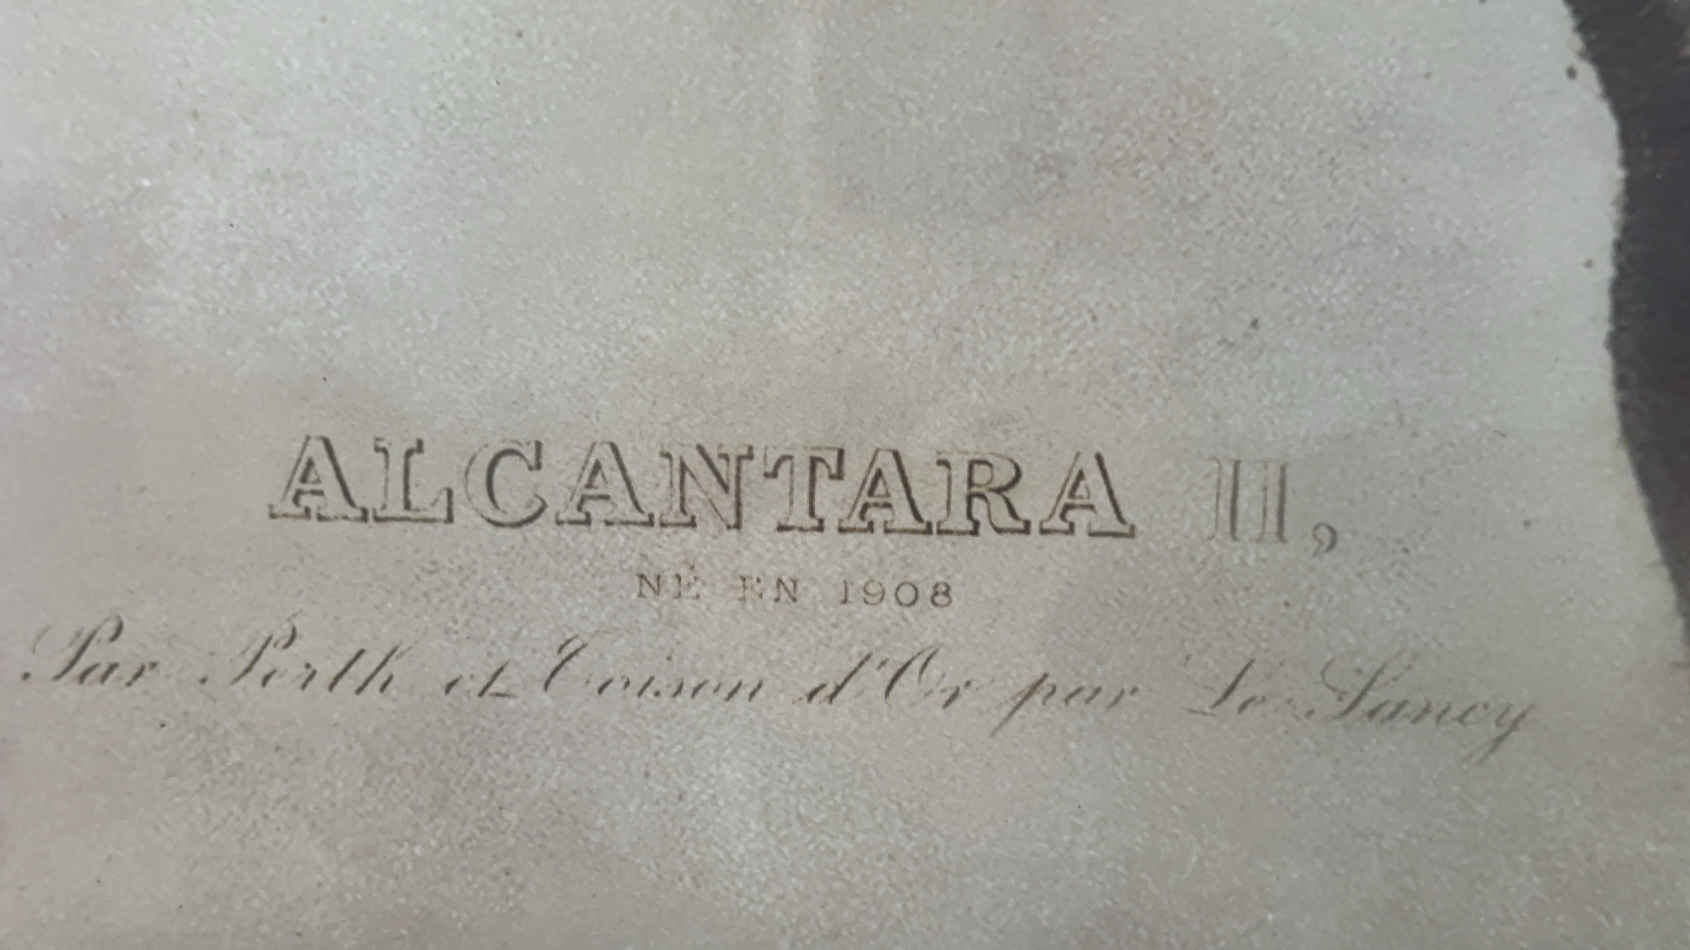 ALCANTARA II,
NÉ EN 1908
Par Perth et Toison d'Or par Le Sancy